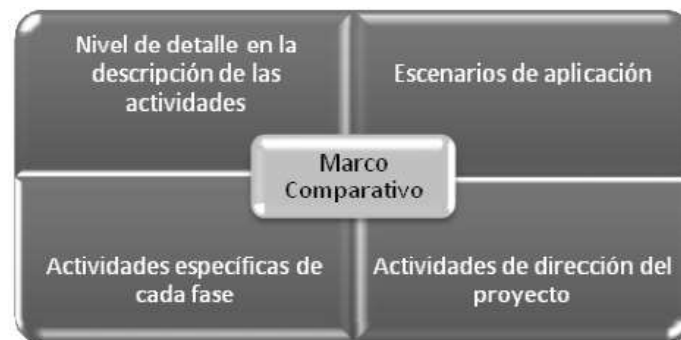 Nivel de detalle en la
descripción de las
actividades
Escenarios de aplicación
Marco
Comparativo
Actividades específicas de
cada fase
Actividades de dirección del
proyecto